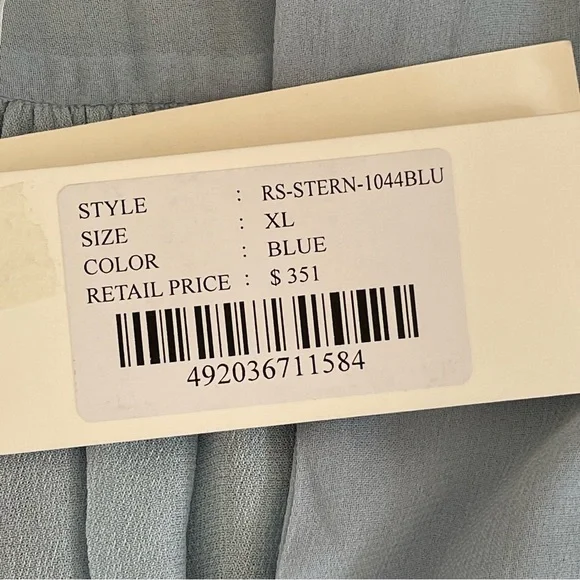 STYLE : RS-STERN-1044BLU
SIZE : XL
COLOR : BLUE
RETAIL PRICE : $ 351
492036711584